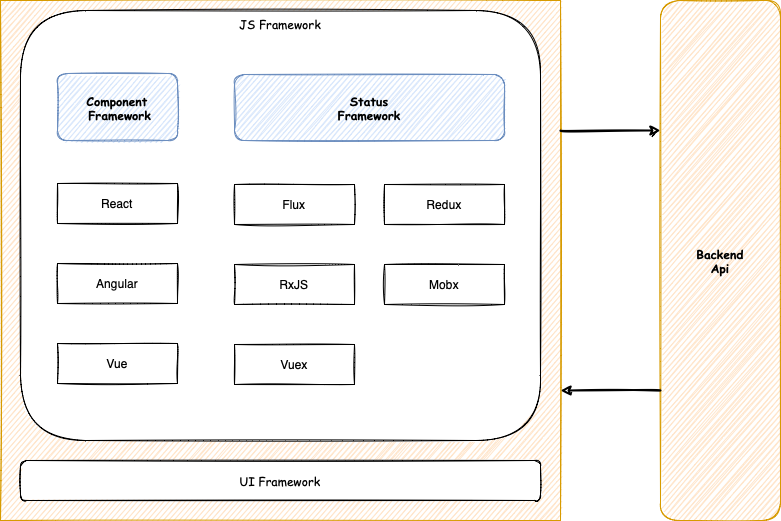 JS Framework
Component
Framework
Status
Framework
React
Flux
Redux
Angular
RxJS
Mobx
Vue
Vuex
UI Framework
Backend
Api